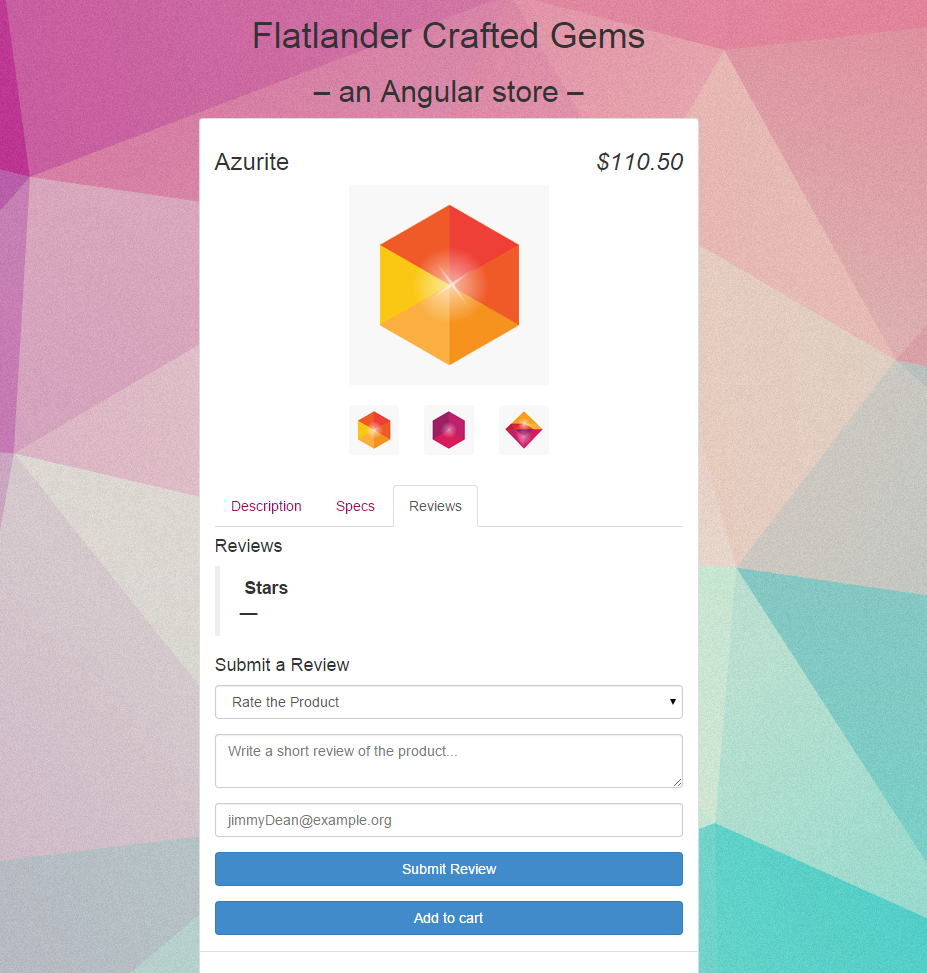 Flatlander Crafted Gems
– an Angular store –
Azurite $110.50
Description Specs Reviews
Reviews
Stars
—
Submit a Review
Rate the Product
Write a short review of the product...
jimmyDean@example.org
Submit Review
Add to cart